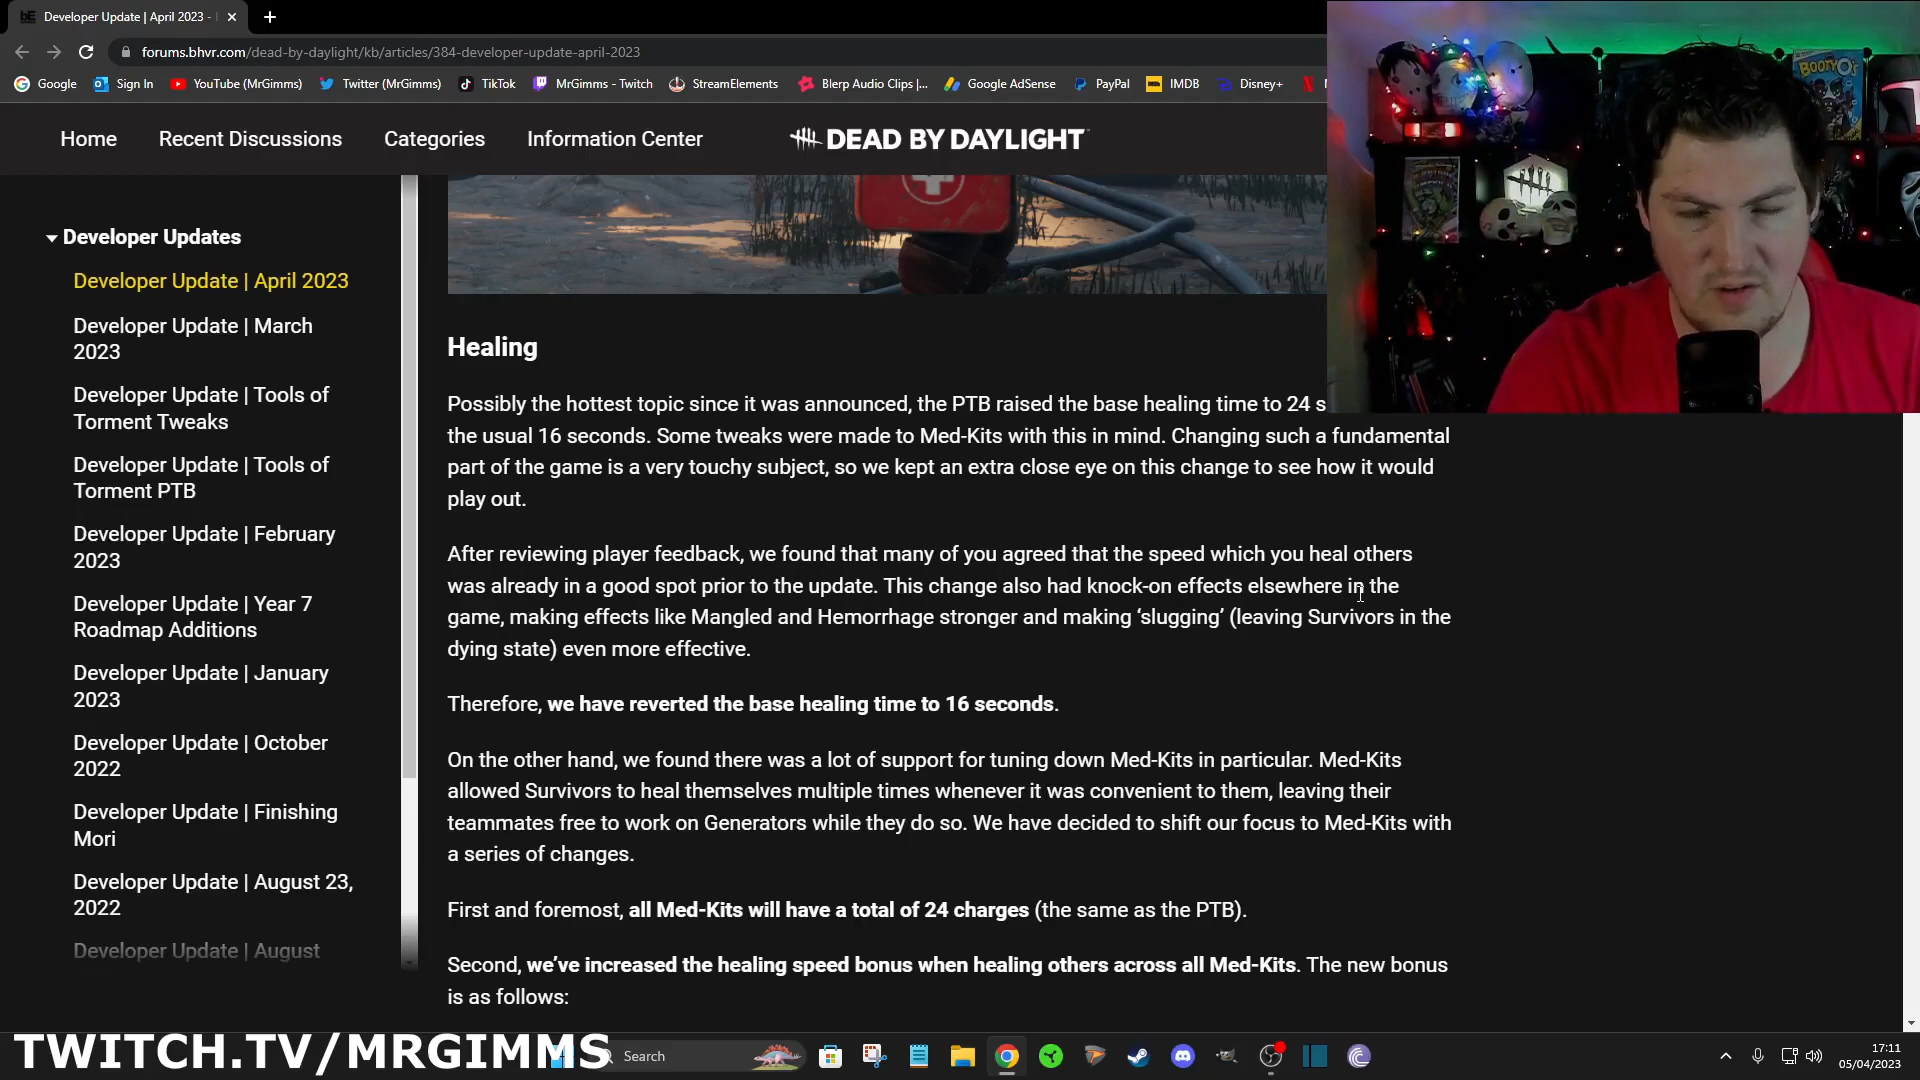 Developer Update | April 2023 -
forums.bhvr.com/dead-by-daylight/kb/articles/384-developer-update-april-2023
Google Sign In YouTube (MrGimms) Twitter (MrGimms) TikTok MrGimms - Twitch StreamElements Blerp Audio Clips |... Google AdSense PayPal IMDB Disney+
Home Recent Discussions Categories Information Center DEAD BY DAYLIGHT
BOOTY O's
Developer Updates
Developer Update | April 2023
Developer Update | March
2023
Developer Update | Tools of
Torment Tweaks
Developer Update | Tools of
Torment PTB
Developer Update | February
2023
Developer Update | Year 7
Roadmap Additions
Developer Update | January
2023
Developer Update | October
2022
Developer Update | Finishing
Mori
Developer Update | August 23,
2022
Developer Update | August
Healing
Possibly the hottest topic since it was announced, the PTB raised the base healing time to 24 s
the usual 16 seconds. Some tweaks were made to Med-Kits with this in mind. Changing such a fundamental
part of the game is a very touchy subject, so we kept an extra close eye on this change to see how it would
play out.
After reviewing player feedback, we found that many of you agreed that the speed which you heal others
was already in a good spot prior to the update. This change also had knock-on effects elsewhere in the
game, making effects like Mangled and Hemorrhage stronger and making ‘slugging’ (leaving Survivors in the
dying state) even more effective.
Therefore, we have reverted the base healing time to 16 seconds.
On the other hand, we found there was a lot of support for tuning down Med-Kits in particular. Med-Kits
allowed Survivors to heal themselves multiple times whenever it was convenient to them, leaving their
teammates free to work on Generators while they do so. We have decided to shift our focus to Med-Kits with
a series of changes.
First and foremost, all Med-Kits will have a total of 24 charges (the same as the PTB).
Second, we’ve increased the healing speed bonus when healing others across all Med-Kits. The new bonus
is as follows:
TWITCH.TV/MRGIMMS
Search
17:11
05/04/2023